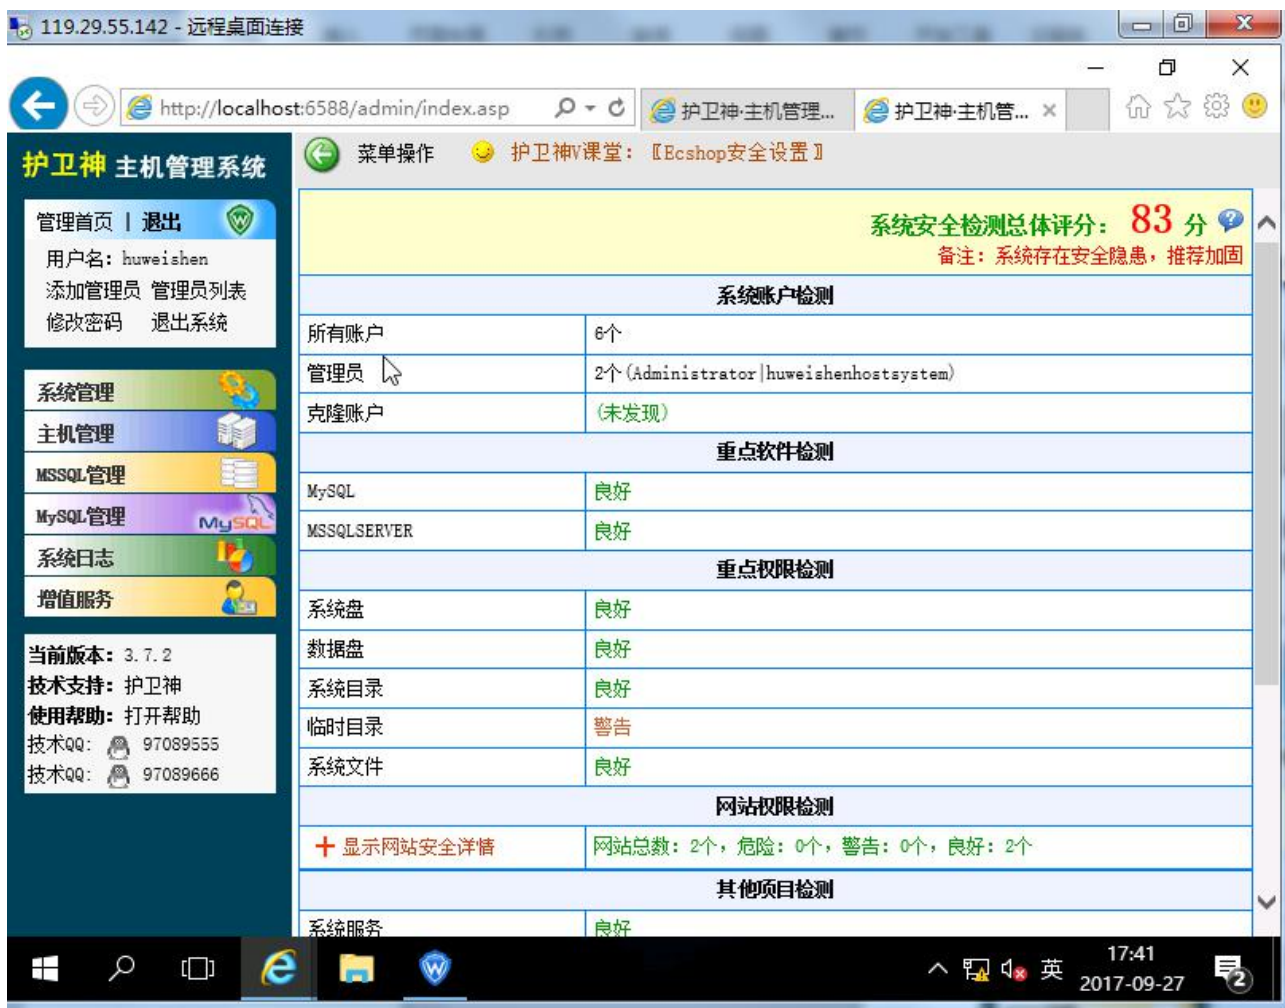 119.29.55.142 - 远程桌面连接
http://localhost:6588/admin/index.asp
护卫神·主机管理...
护卫神·主机管...
护卫神 主机管理系统
菜单操作
护卫神V课堂：〖Ecshop安全设置〗
管理首页 | 退出
用户名: huweishen
添加管理员 管理员列表
修改密码 退出系统
系统管理
主机管理
MSSQL管理
MySQL管理
MySQL
系统日志
增值服务
当前版本: 3.7.2
技术支持: 护卫神
使用帮助: 打开帮助
技术QQ: 97089555
技术QQ: 97089666
系统安全检测总体评分： 83 分
备注：系统存在安全隐患，推荐加固
系统账户检测
所有账户 6个
管理员 2个(Administrator|huweishenhostsystem)
克隆账户 (未发现)
重点软件检测
MySQL 良好
MSSQLSERVER 良好
重点权限检测
系统盘 良好
数据盘 良好
系统目录 良好
临时目录 警告
系统文件 良好
网站权限检测
显示网站安全详情 网站总数: 2个, 危险: 0个, 警告: 0个, 良好: 2个
其他项目检测
系统服务 良好
英
17:41
2017-09-27
2